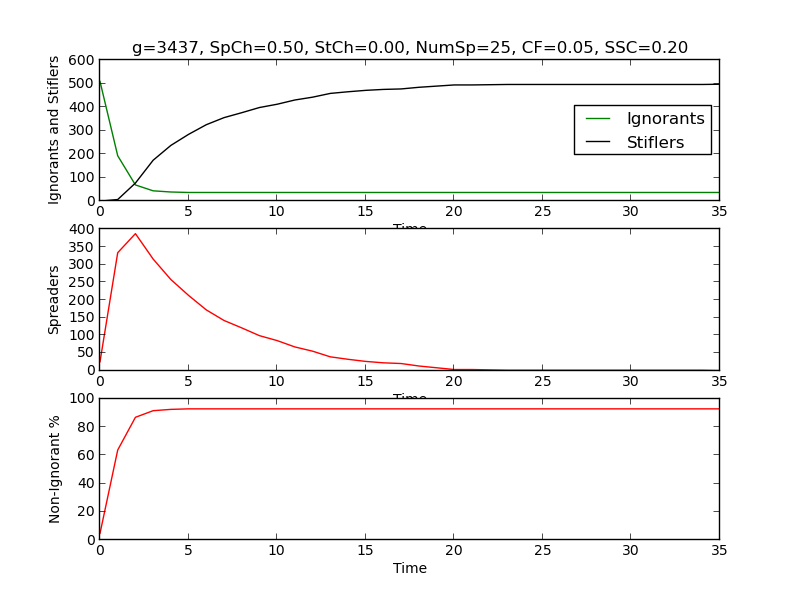 g=3437, SpCh=0.50, StCh=0.00, NumSp=25, CF=0.05, SSC=0.20
Ignorants and Stiflers
600
500
400
300
200
100
0
Ignorants
Stiflers
0 5 10 15 20 25 30 35
Time
Spreaders
400
350
300
250
200
150
100
50
0
0 5 10 15 20 25 30 35
Time
Non-Ignorant %
100
80
60
40
20
0
0 5 10 15 20 25 30 35
Time